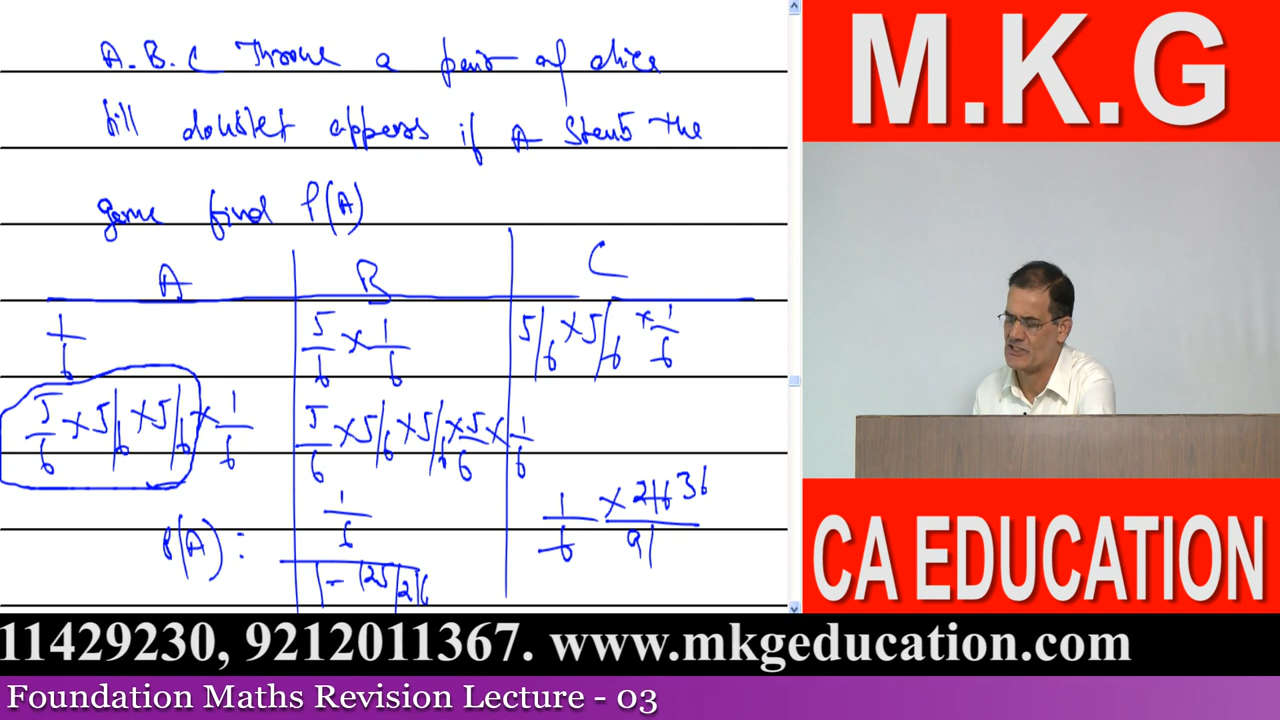 A. B. C Throw a pair of dice
till doublet appears if A starts the
game find P(A)
A B C
1/6 5/6 × 1/6 5/6 × 5/6 × 1/6
5/6 × 5/6 × 5/6 × 1/6 5/6 × 5/6 × 5/6 × 5/6 × 1/6
P(A) : 1/6 / 1 - 125/216 1/6 × 216 36 / 91
M.K.G
CA EDUCATION
11429230, 9212011367. www.mkgeducation.com
Foundation Maths Revision Lecture - 03